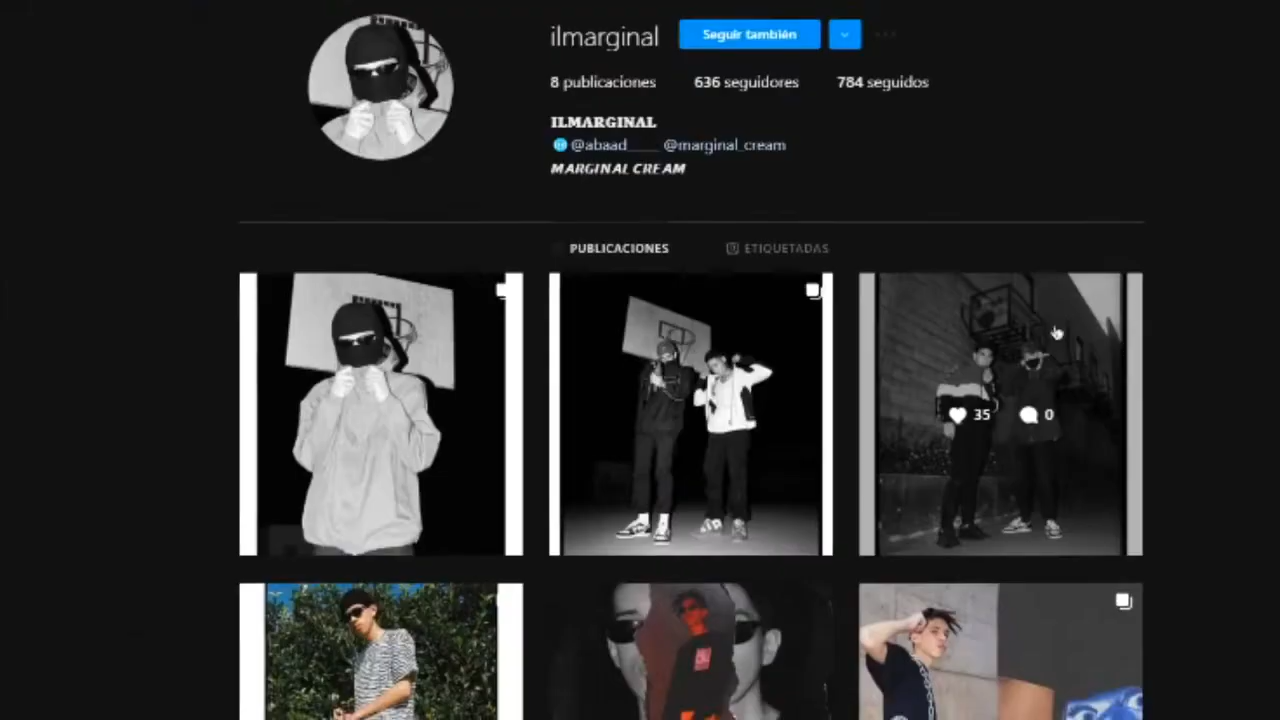 ilmarginal Seguir también
8 publicaciones 636 seguidores 784 seguidos
ILMARGINAL
@abaad____ @marginal_cream
MARGINAL CREAM
PUBLICACIONES ETIQUETADAS
35 0